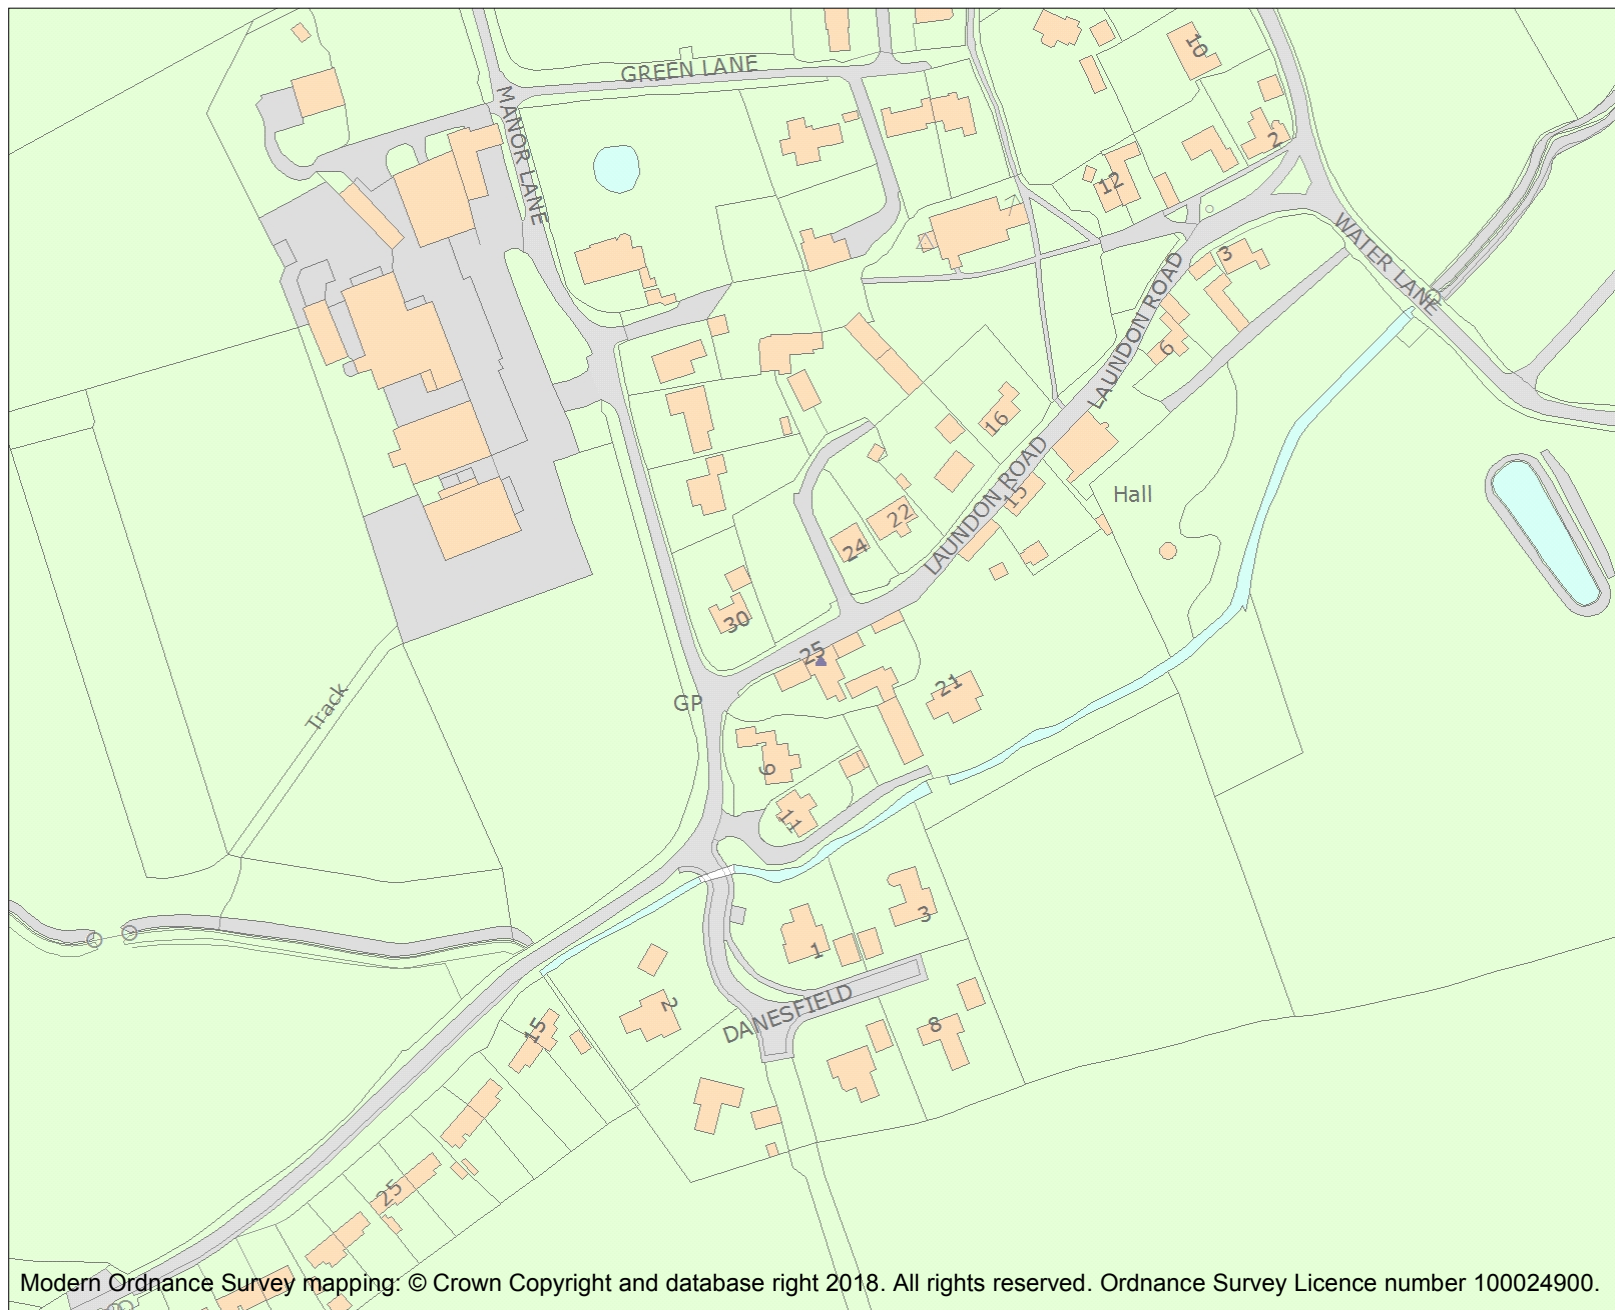 GREEN LANE
10
MANOR LANE
2
12
WATER LANE
3
LAUNDON ROAD
6
16
LAUNDON ROAD
15
Hall
22
24
30
25
21
GP
Track
9
11
3
1
DANESFIELD
2
8
15
25
Modern Ordnance Survey mapping: © Crown Copyright and database right 2018. All rights reserved. Ordnance Survey Licence number 100024900.